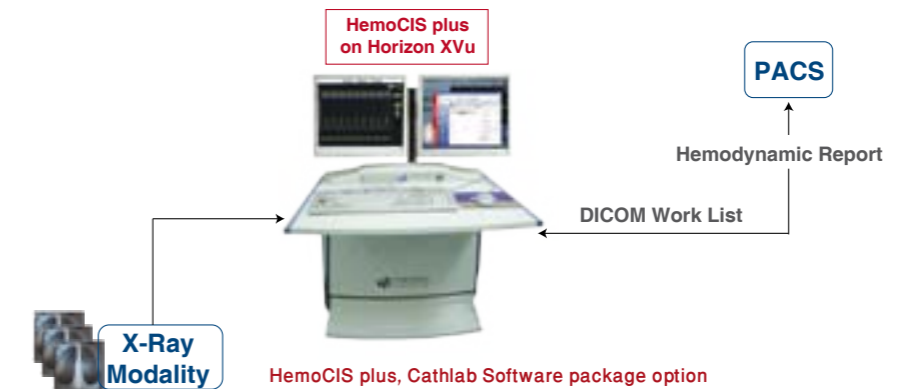 HemoCIS plus
on Horizon XVu
PACS
Hemodynamic Report
DICOM Work List
X-Ray
Modality
HemoCIS plus, Cathlab Software package option